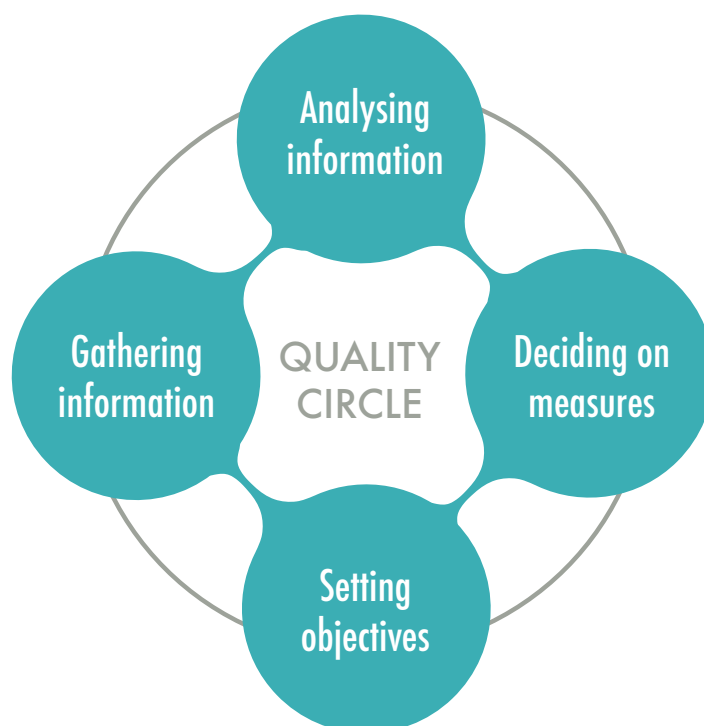 Analysing
information
Gathering
information
QUALITY
CIRCLE
Deciding on
measures
Setting
objectives